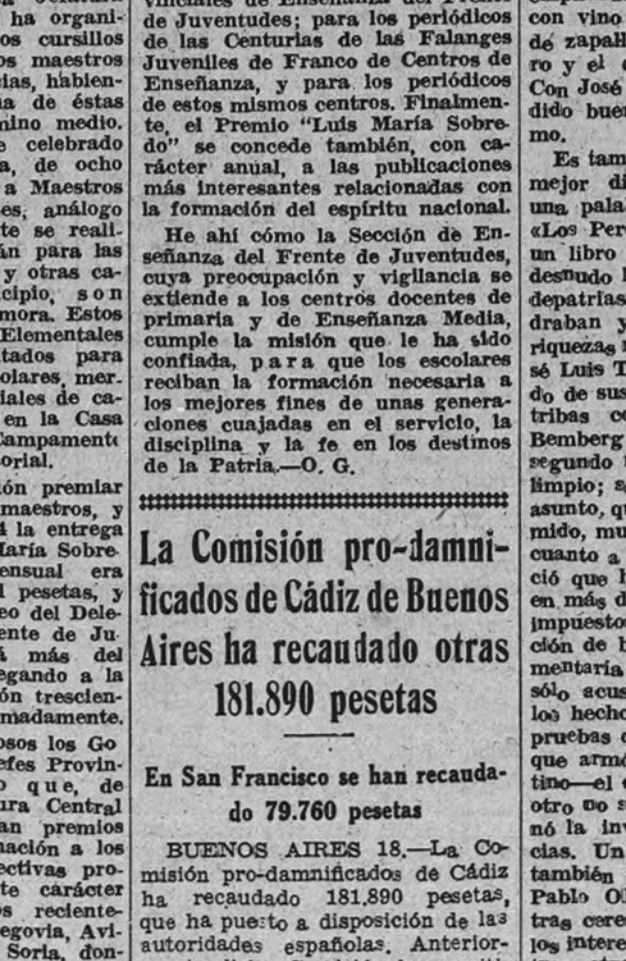 ha organi-
os cursillos
os maestros
cias, habien-
a de éstas
nino medio.
e celebrado
a, de ocho
a Maestros
es, análogo
te se reali-
án para las
y otras ca-
cipio, son
mora. Estos
Elementales
tados para
olares, mer-
iales de ca-
en la Casa
Campamento
orial.
ión premiar
maestros, y
la entrega
María Sobre-
ensual era
pesetas, y
eo del Dele-
ente de Ju-
á más del
egando a la
ón trescien-
madamente.
osos los Go
efes Provin-
o que, de
ura Central
an premios
mación a los
ectivas pro-
te carácter
os reciente-
egovia, Avi-
Soria, don-
vinciales de Enseñanza del Frente
de Juventudes; para los periódicos
de las Centurias de las Falanges
Juveniles de Franco de Centros de
Enseñanza, y para los periódicos
de estos mismos centros. Finalmen-
te, el Premio "Luis María Sobre-
do" se concede también, con ca-
rácter anual, a las publicaciones
más interesantes relacionadas con
la formación del espíritu nacional.
He ahí cómo la Sección de En-
señanza del Frente de Juventudes,
cuya preocupación y vigilancia se
extiende a los centros docentes de
primaria y de Enseñanza Media,
cumple la misión que le ha sido
confiada, para que los escolares
reciban la formación necesaria a
los mejores fines de unas genera-
ciones cuajadas en el servicio, la
disciplina y la fe en los destinos
de la Patria.—O. G.
La Comisión pro-damni-
ficados de Cádiz de Buenos
Aires ha recaudado otras
181.890 pesetas
En San Francisco se han recauda-
do 79.760 pesetas
BUENOS AIRES 18.—La Co-
misión pro-damnificados de Cádiz
ha recaudado 181.890 pesetas,
que ha puesto a disposición de las
autoridades españolas. Anterior-
con vino
de zapall
ro y el
Con José
dido buen
mo.
Es tam
mejor di
una pala
«Los Per
un libro
desnudo
depatrias
draban y
riquezas
sé Luis T
do de sus
tribas co
Bemberg
segundo
limpio; s
asunto, qu
mido, mu
cuanto a
ció que h
en más d
impuesto
ción de b
mentaría
sólo acus
los hecho
pruebas
que armó
tino—el
otro no s
nó la inv
cias. Un
también
Pablo Ol
tras care
los intere